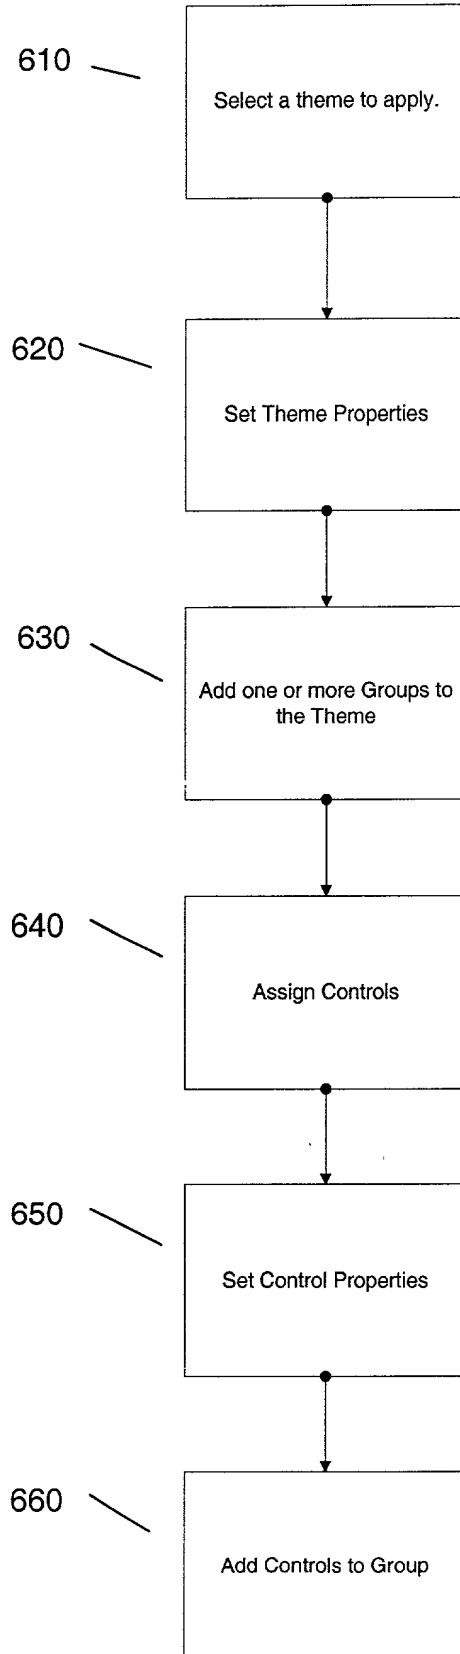 610
Select a theme to apply.
620
Set Theme Properties
630
Add one or more Groups to
the Theme
640
Assign Controls
650
Set Control Properties
660
Add Controls to Group